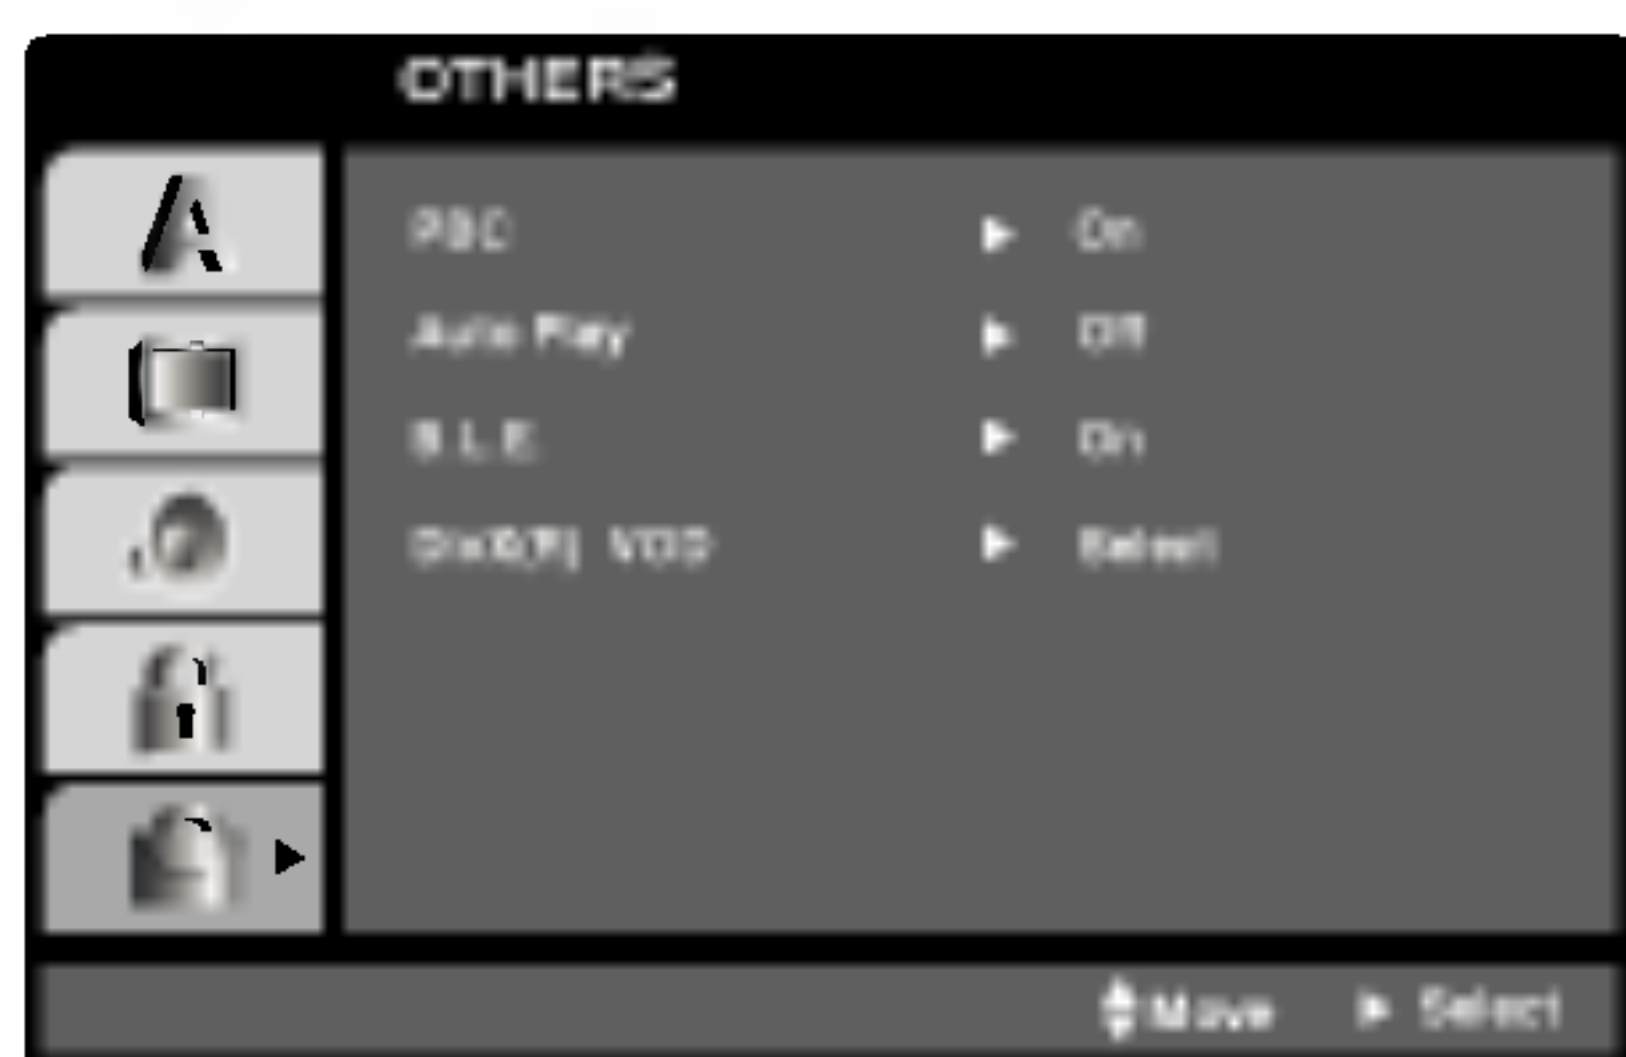 OTHERS
PBC ▶ On
Auto Play ▶ Off
B.L.E. ▶ On
DivX(R) VOD ▶ Select
Move ▶ Select